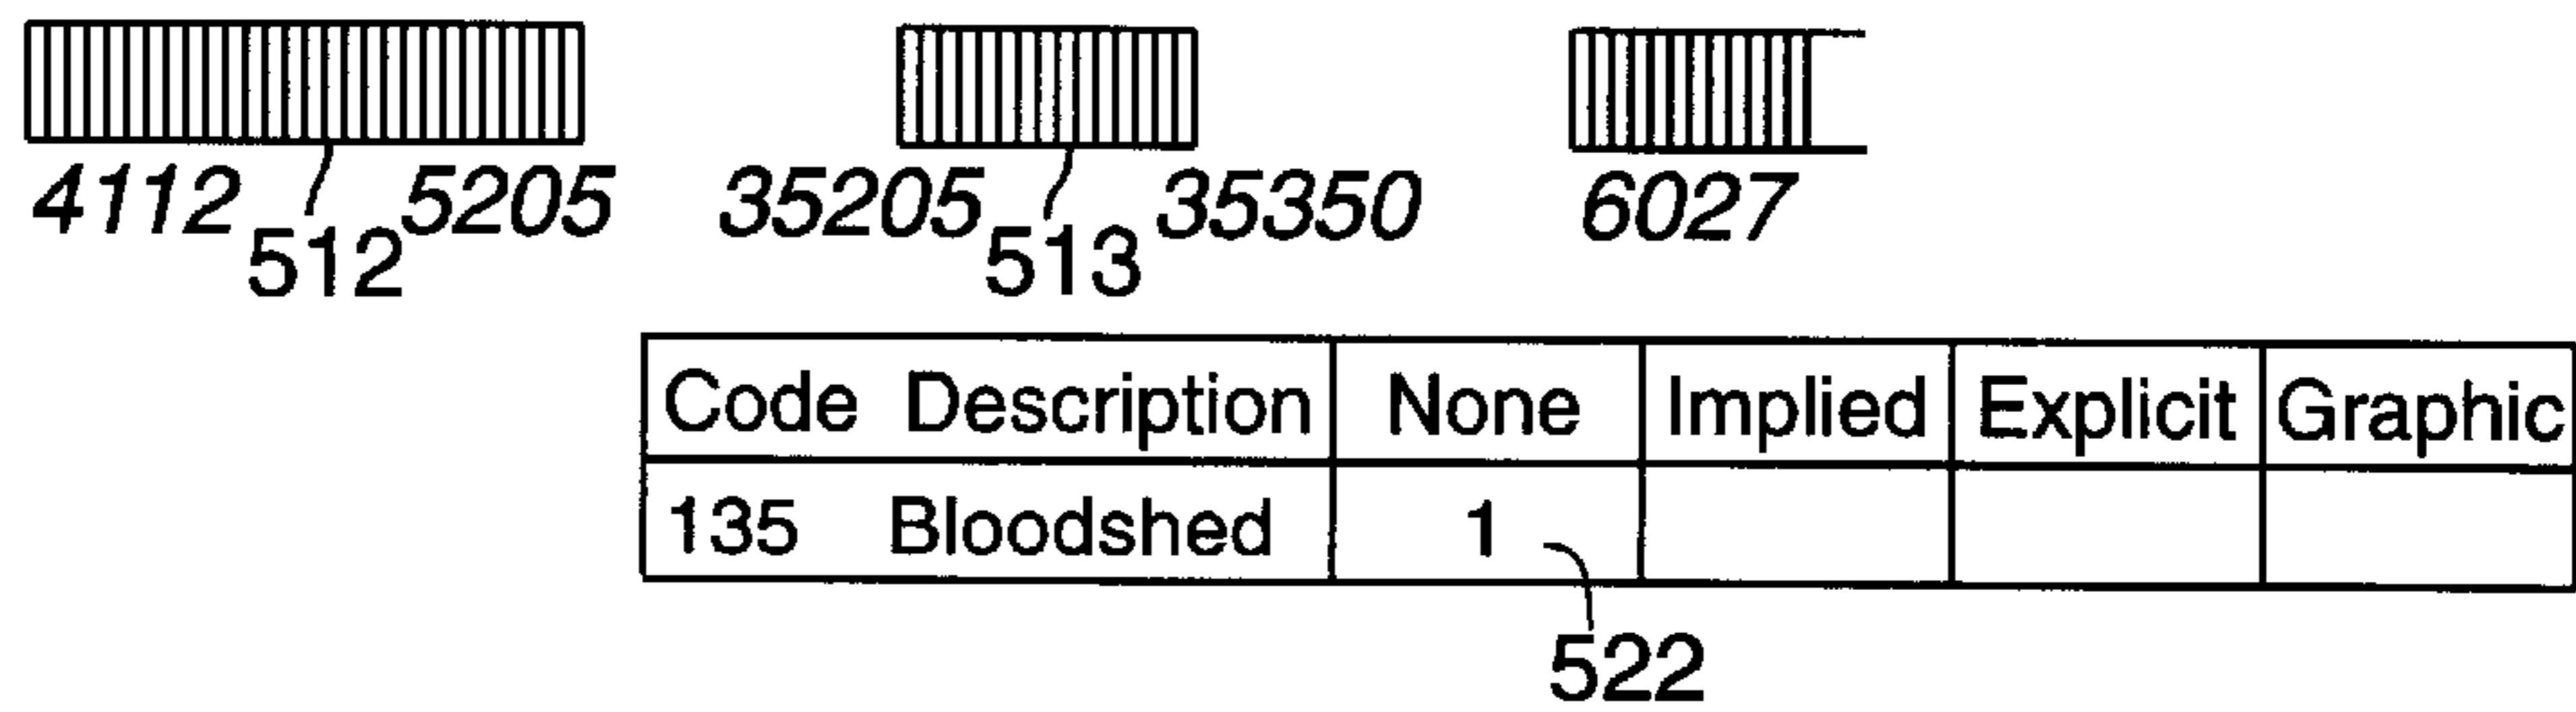 4112 5205 35205 35350 6027
512 513
Code Description None Implied Explicit Graphic
135 Bloodshed 1
522